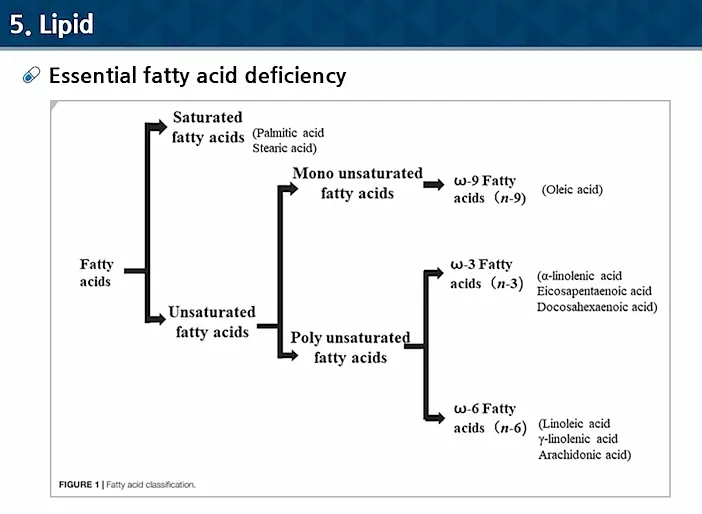 5. Lipid
Essential fatty acid deficiency
Saturated
fatty acids
(Palmitic acid
Stearic acid)
Mono unsaturated
fatty acids
ω-9 Fatty
acids（n-9)
(Oleic acid)
Fatty
acids
ω-3 Fatty
acids（n-3)
(α-linolenic acid
Eicosapentaenoic acid
Docosahexaenoic acid)
Unsaturated
fatty acids
Poly unsaturated
fatty acids
ω-6 Fatty
acids（n-6)
(Linoleic acid
γ-linolenic acid
Arachidonic acid)
FIGURE 1 | Fatty acid classification.